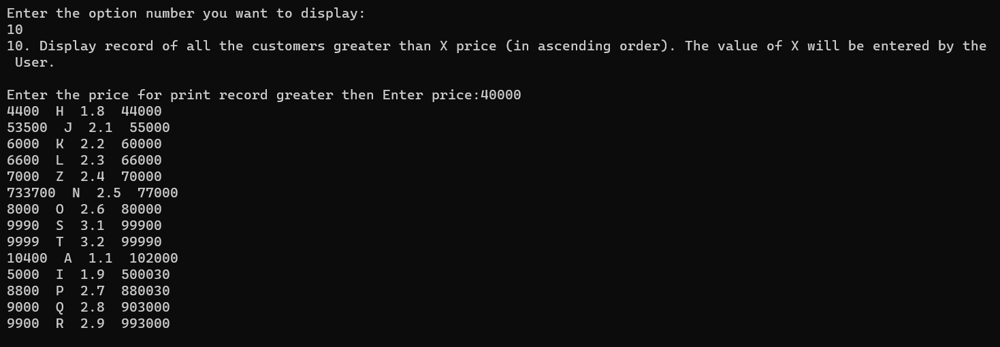 Enter the option number you want to display:
10
10. Display record of all the customers greater than X price (in ascending order). The value of X will be entered by the
 User.
Enter the price for print record greater then Enter price:40000
4400  H  1.8  44000
53500  J  2.1  55000
6000  K  2.2  60000
6600  L  2.3  66000
7000  Z  2.4  70000
733700  N  2.5  77000
8000  O  2.6  80000
9990  S  3.1  99900
9999  T  3.2  99990
10400  A  1.1  102000
5000  I  1.9  500030
8800  P  2.7  880030
9000  Q  2.8  903000
9900  R  2.9  993000